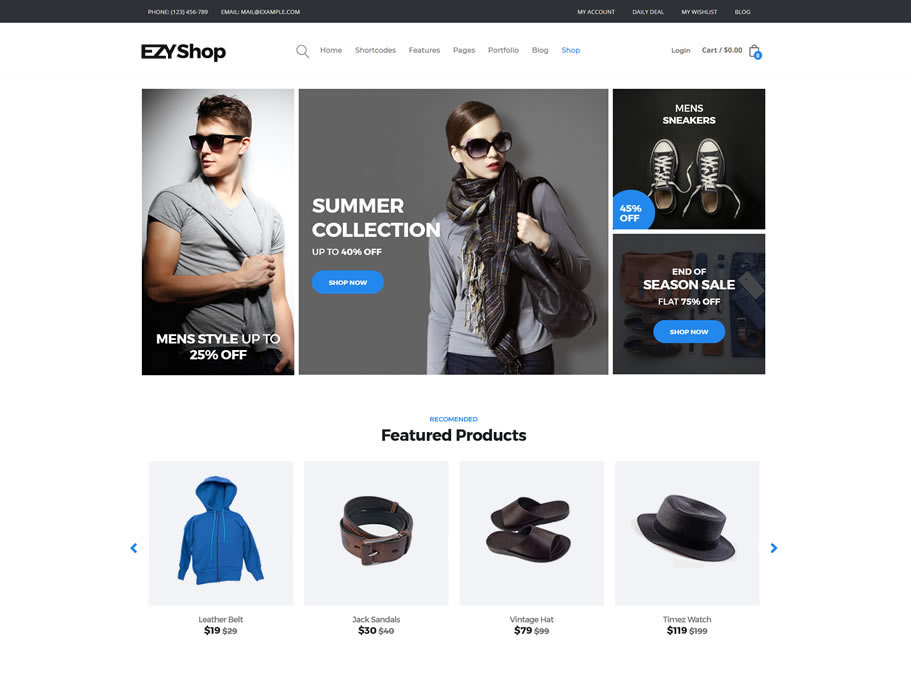 PHONE: (123) 456-789 EMAIL: MAIL@EXAMPLE.COM MY ACCOUNT DAILY DEAL MY WISHLIST BLOG
EZYShop Home Shortcodes Features Pages Portfolio Blog Shop Login Cart / $0.00 0
MENS STYLE UP TO
25% OFF
SUMMER
COLLECTION
UP TO 40% OFF
SHOP NOW
MENS
SNEAKERS
45%
OFF
END OF
SEASON SALE
FLAT 75% OFF
SHOP NOW
RECOMENDED
Featured Products
Leather Belt
$19 $29
Jack Sandals
$30 $40
Vintage Hat
$79 $99
Timez Watch
$119 $199